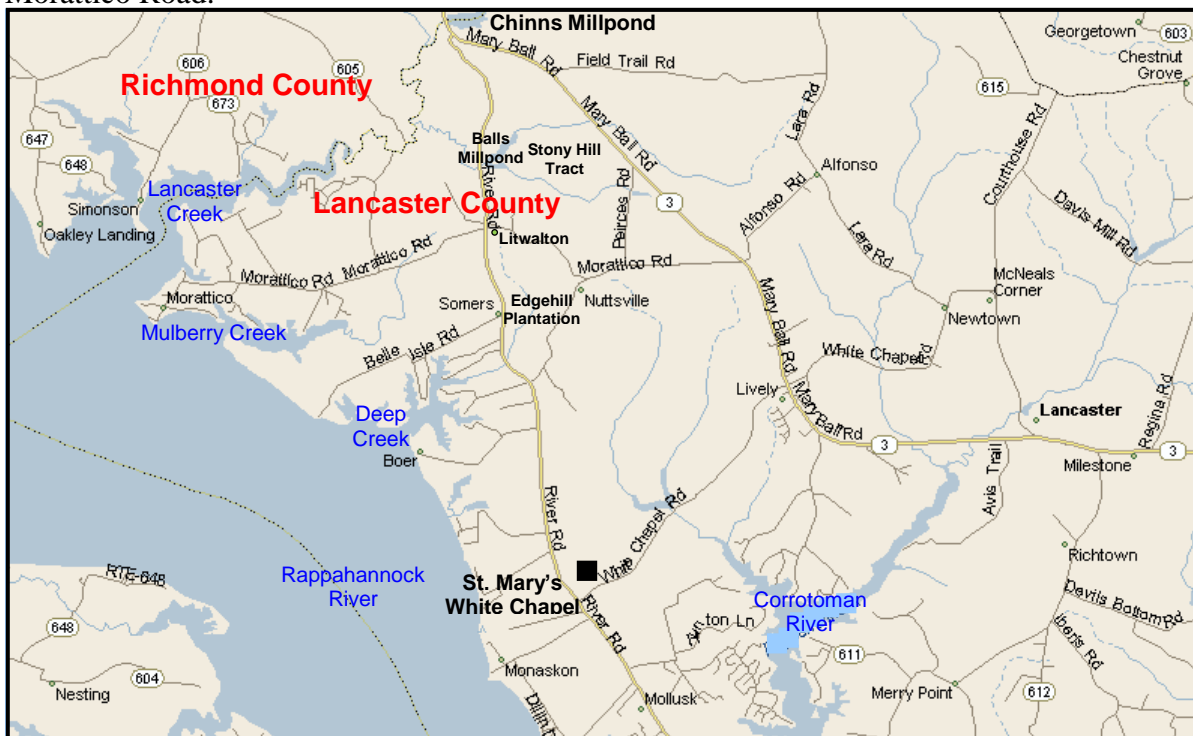 Morattico Road.
Chinns Millpond
Mary Ball Rd
Field Trail Rd
Georgetown
603
Chestnut
Grove
606
605
Richmond County
673
615
Lara Rd
Courthouse Rd
Mary Ball Rd
647
648
Balls
Millpond
Stony Hill
Tract
River Rd
Peirces Rd
Alfonso
Lancaster
Creek
Simonson
Oakley Landing
Lancaster County
3
Alfonso Rd
Davis-Mill Rd
Litwalton
Lara Rd
Morattico Rd
Morattico Rd
Morattico Rd
McNeals
Corner
Morattico
Somers
Edgehill
Plantation
Nuttsville
Mary Ball Rd
Newtown
Mulberry Creek
Belle Isle Rd
White Chapel Rd
Lively
Mary Ball Rd
Regina Rd
Lancaster
Deep
Creek
Boer
3
3
Milestone
Avis Trail
River Rd
White Chapel Rd
Richtown
RTE-648
Rappahannock
River
St. Mary's
White Chapel
River Rd
Corrotoman
River
Devils Bottom Rd
Iberis Rd
ton Ln
648
604
Nesting
Monaskon
Mollusk
611
Merry Point
612